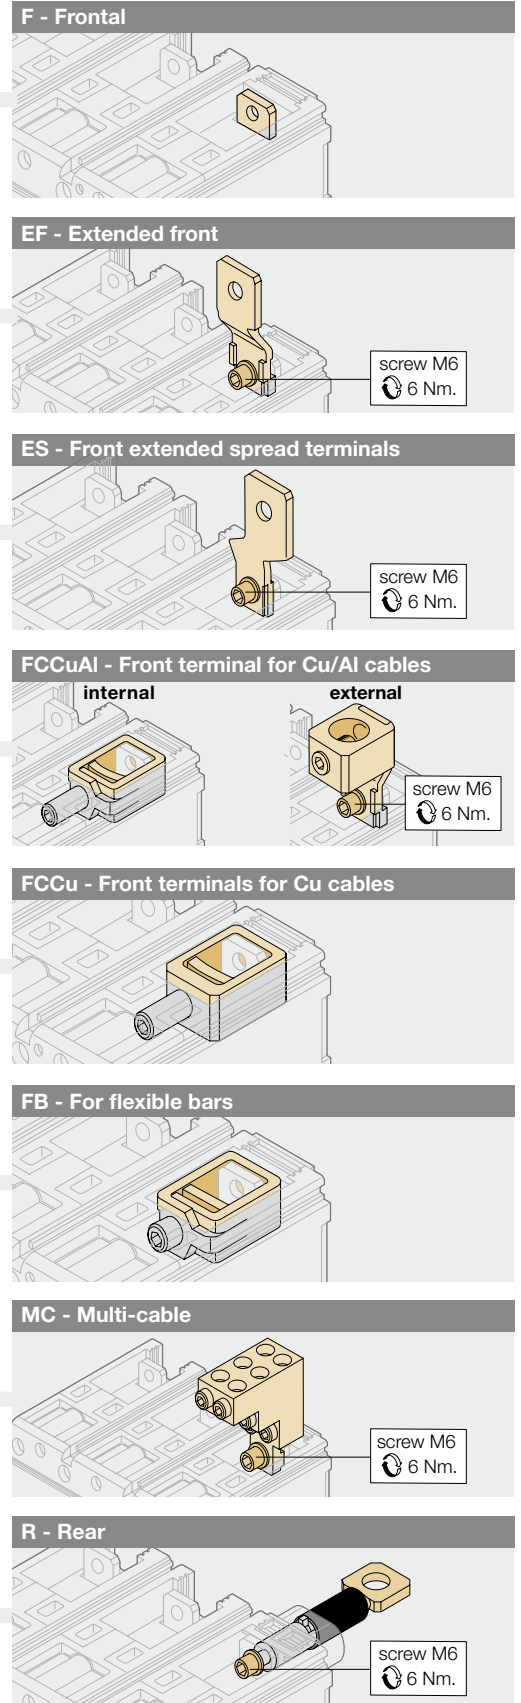 F - Frontal
EF - Extended front
screw M6
6 Nm.
ES - Front extended spread terminals
screw M6
6 Nm.
FCCuAl - Front terminal for Cu/Al cables
internal
external
screw M6
6 Nm.
FCCu - Front terminals for Cu cables
FB - For flexible bars
MC - Multi-cable
screw M6
6 Nm.
R - Rear
screw M6
6 Nm.